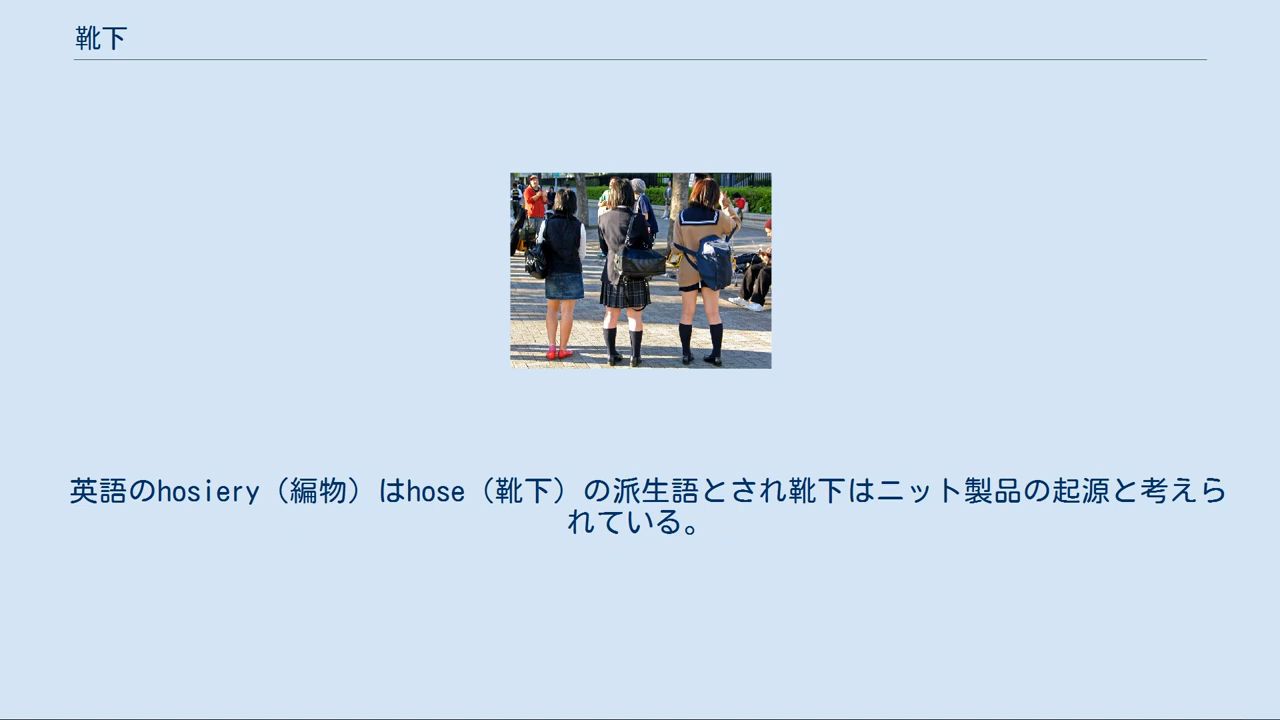 靴下
英語のhosiery（編物）はhose（靴下）の派生語とされ靴下はニット製品の起源と考えら
れている。